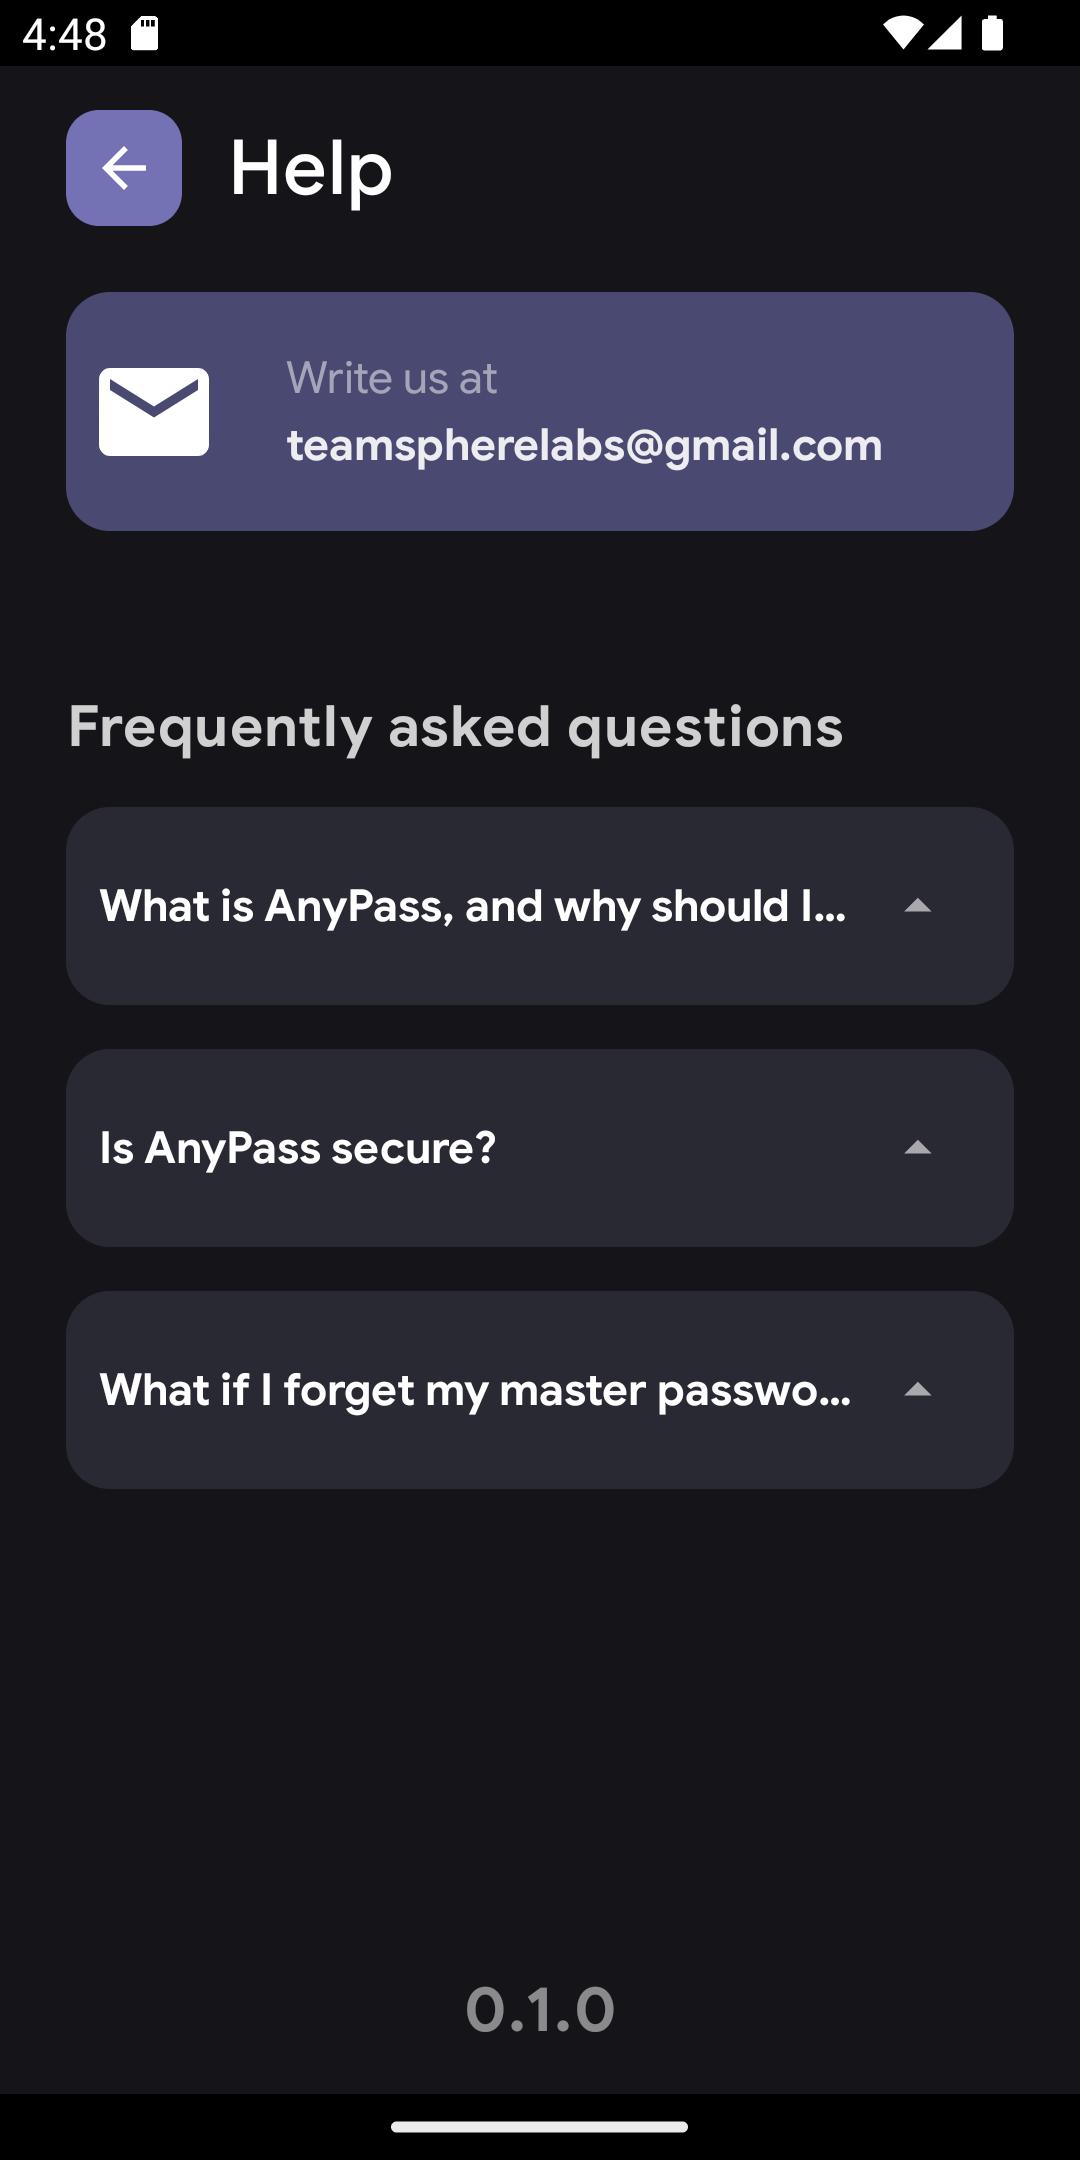 4:48
Help
Write us at
teamspherelabs@gmail.com
Frequently asked questions
What is AnyPass, and why should I...
Is AnyPass secure?
What if I forget my master passwo...
0.1.0